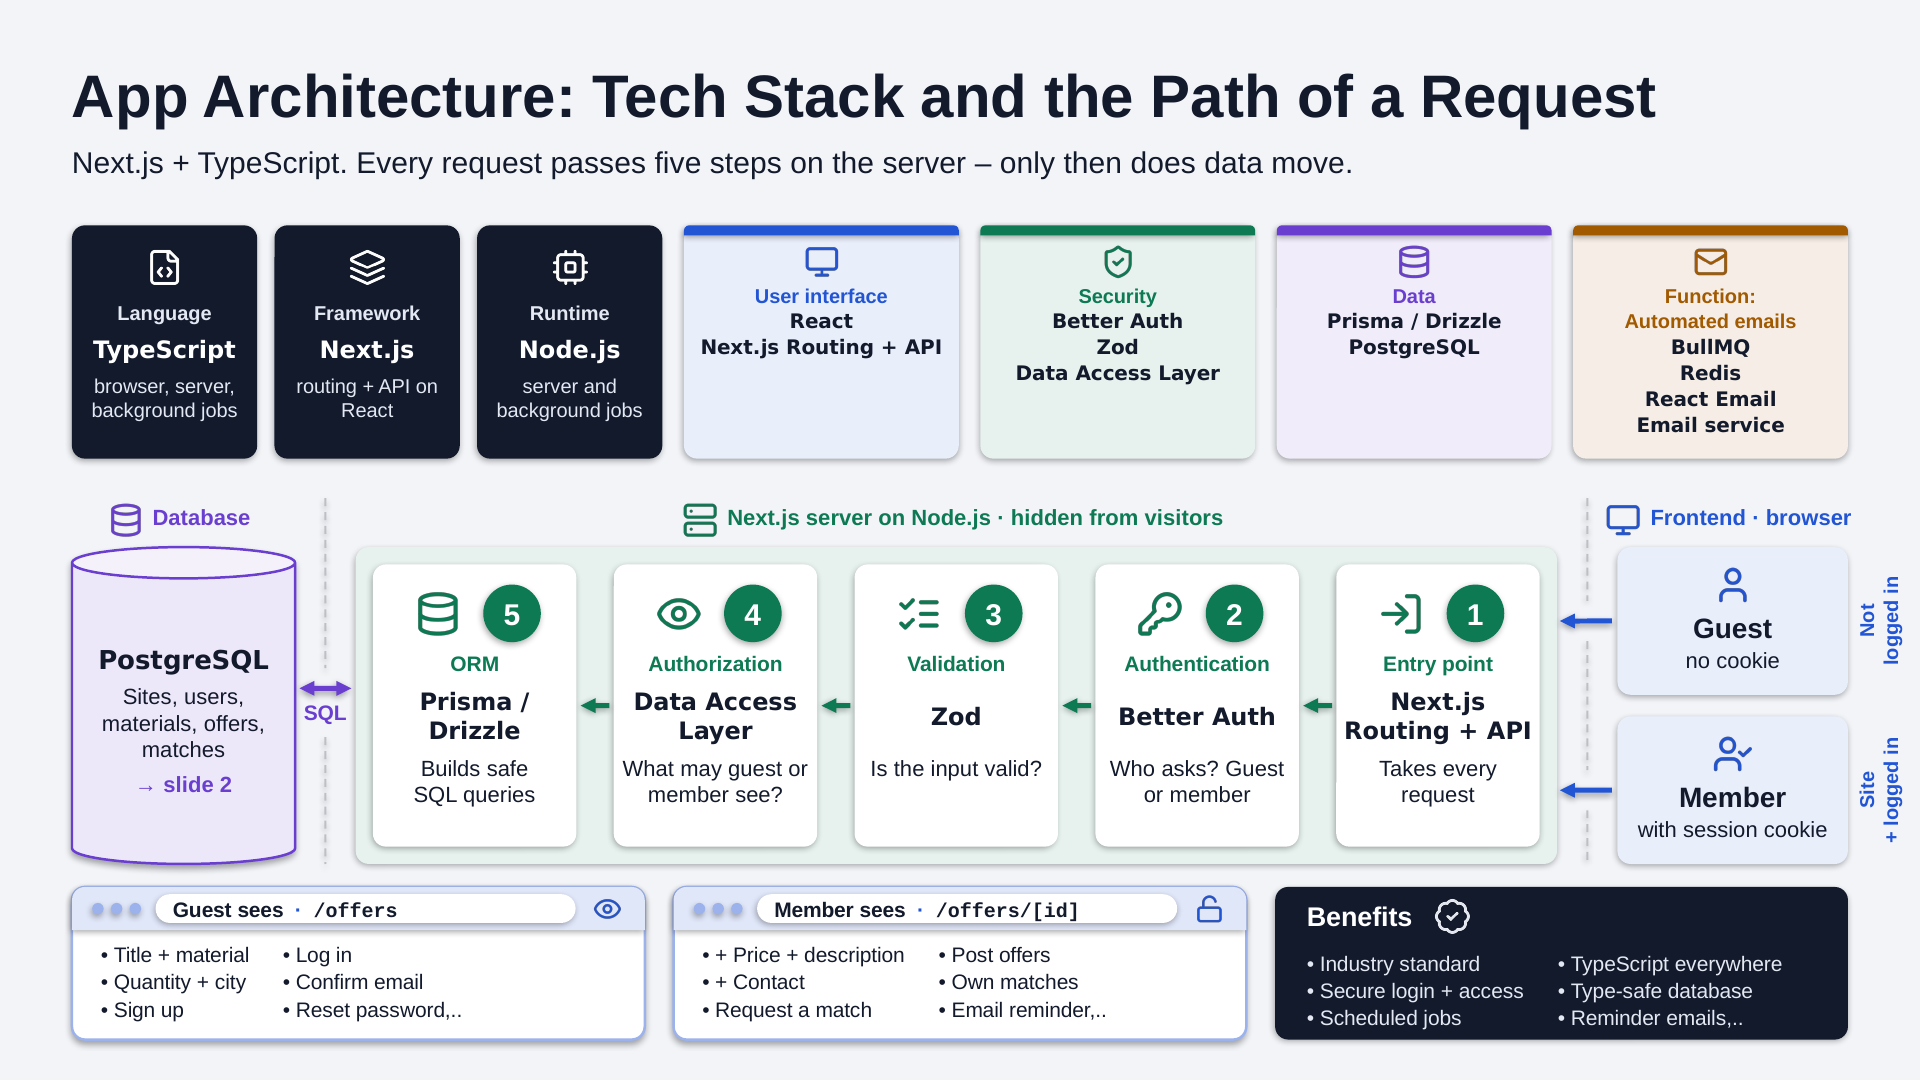 App Architecture: Tech Stack and the Path of a Request
Next.js + TypeScript. Every request passes five steps on the server – only then does data move.
Language
TypeScript
browser, server,
background jobs
Framework
Next.js
routing + API on
React
Runtime
Node.js
server and
background jobs
User interface
React
Next.js Routing + API
Security
Better Auth
Zod
Data Access Layer
Data
Prisma / Drizzle
PostgreSQL
Function:
Automated emails
BullMQ
Redis
React Email
Email service
Database
Next.js server on Node.js · hidden from visitors
Frontend · browser
PostgreSQL
Sites, users,
materials, offers,
matches
→ slide 2
SQL
5
ORM
Prisma /
Drizzle
Builds safe
SQL queries
4
Authorization
Data Access
Layer
What may guest or
member see?
3
Validation
Zod
Is the input valid?
2
Authentication
Better Auth
Who asks? Guest
or member
1
Entry point
Next.js
Routing + API
Takes every
request
Guest
no cookie
Not
logged in
Member
with session cookie
Site
+ logged in
Guest sees · /offers
• Title + material
• Quantity + city
• Sign up
• Log in
• Confirm email
• Reset password,..
Member sees · /offers/[id]
• + Price + description
• + Contact
• Request a match
• Post offers
• Own matches
• Email reminder,..
Benefits
• Industry standard
• Secure login + access
• Scheduled jobs
• TypeScript everywhere
• Type-safe database
• Reminder emails,..